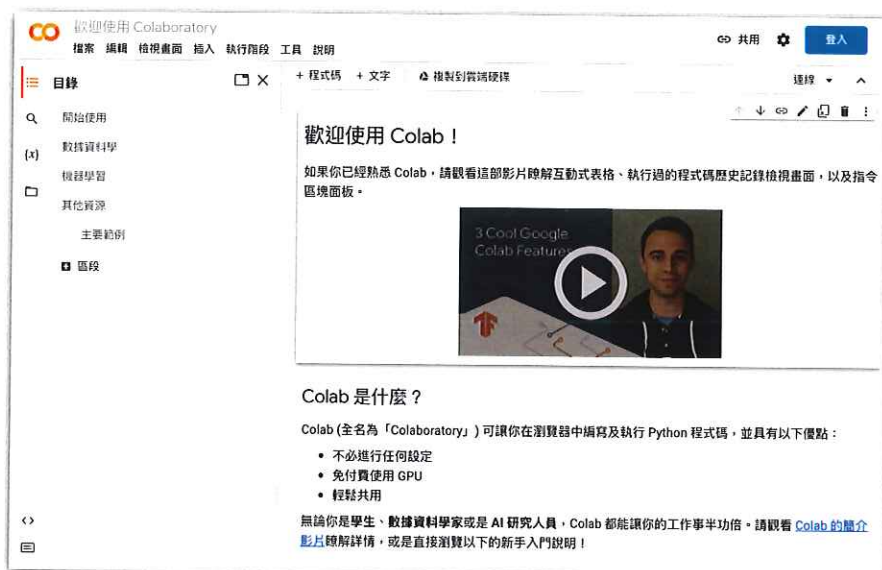 歡迎使用 Colaboratory
檔案 編輯 檢視畫面 插入 執行階段 工具 說明
共用
登入
目錄
+ 程式碼 + 文字 複製到雲端硬碟
連線
開始使用
數據資料學
{x}
機器學習
其他資源
主要範例
區段
歡迎使用 Colab！
如果你已經熟悉 Colab，請觀看這部影片瞭解互動式表格、執行過的程式碼歷史記錄檢視畫面，以及指令
區塊面板。
3 Cool Google
Colab Features
Colab 是什麼？
Colab (全名為「Colaboratory」) 可讓你在瀏覽器中編寫及執行 Python 程式碼，並具有以下優點：
• 不必進行任何設定
• 免付費使用 GPU
• 輕鬆共用
無論你是學生、數據資料學家或是 AI 研究人員，Colab 都能讓你的工作事半功倍。請觀看 Colab 的簡介
影片瞭解詳情，或是直接瀏覽以下的新手入門說明！